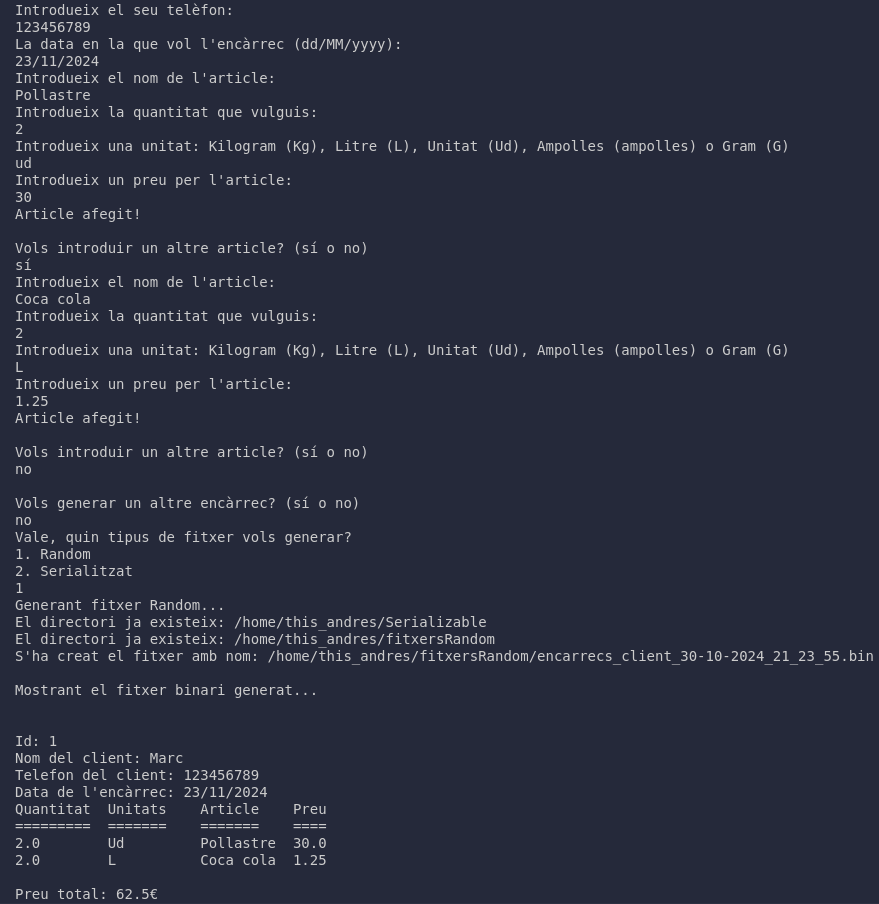 Introdueix el seu telèfon:
123456789
La data en la que vol l'encàrrec (dd/MM/yyyy):
23/11/2024
Introdueix el nom de l'article:
Pollastre
Introdueix la quantitat que vulguis:
2
Introdueix una unitat: Kilogram (Kg), Litre (L), Unitat (Ud), Ampolles (ampolles) o Gram (G)
ud
Introdueix un preu per l'article:
30
Article afegit!
Vols introduir un altre article? (sí o no)
sí
Introdueix el nom de l'article:
Coca cola
Introdueix la quantitat que vulguis:
2
Introdueix una unitat: Kilogram (Kg), Litre (L), Unitat (Ud), Ampolles (ampolles) o Gram (G)
L
Introdueix un preu per l'article:
1.25
Article afegit!
Vols introduir un altre article? (sí o no)
no
Vols generar un altre encàrrec? (sí o no)
no
Vale, quin tipus de fitxer vols generar?
1. Random
2. Serialitzat
1
Generant fitxer Random...
El directori ja existeix: /home/this_andres/Serializable
El directori ja existeix: /home/this_andres/fitxersRandom
S'ha creat el fitxer amb nom: /home/this_andres/fitxersRandom/encarrecs_client_30-10-2024_21_23_55.bin
Mostrant el fitxer binari generat...
Id: 1
Nom del client: Marc
Telefon del client: 123456789
Data de l'encàrrec: 23/11/2024
Quantitat  Unitats    Article    Preu
=========  =======    =======    ====
2.0        Ud         Pollastre  30.0
2.0        L          Coca cola  1.25
Preu total: 62.5€